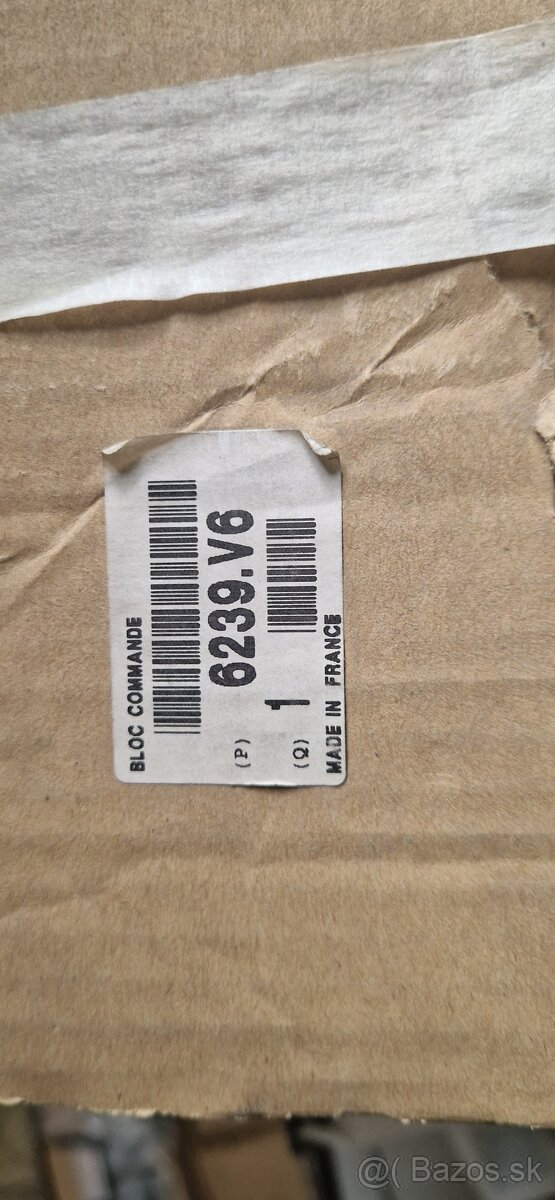 BLOC COMMANDE
(P) 6239.V6
(Q) 1
MADE IN FRANCE
@( Bazos.sk